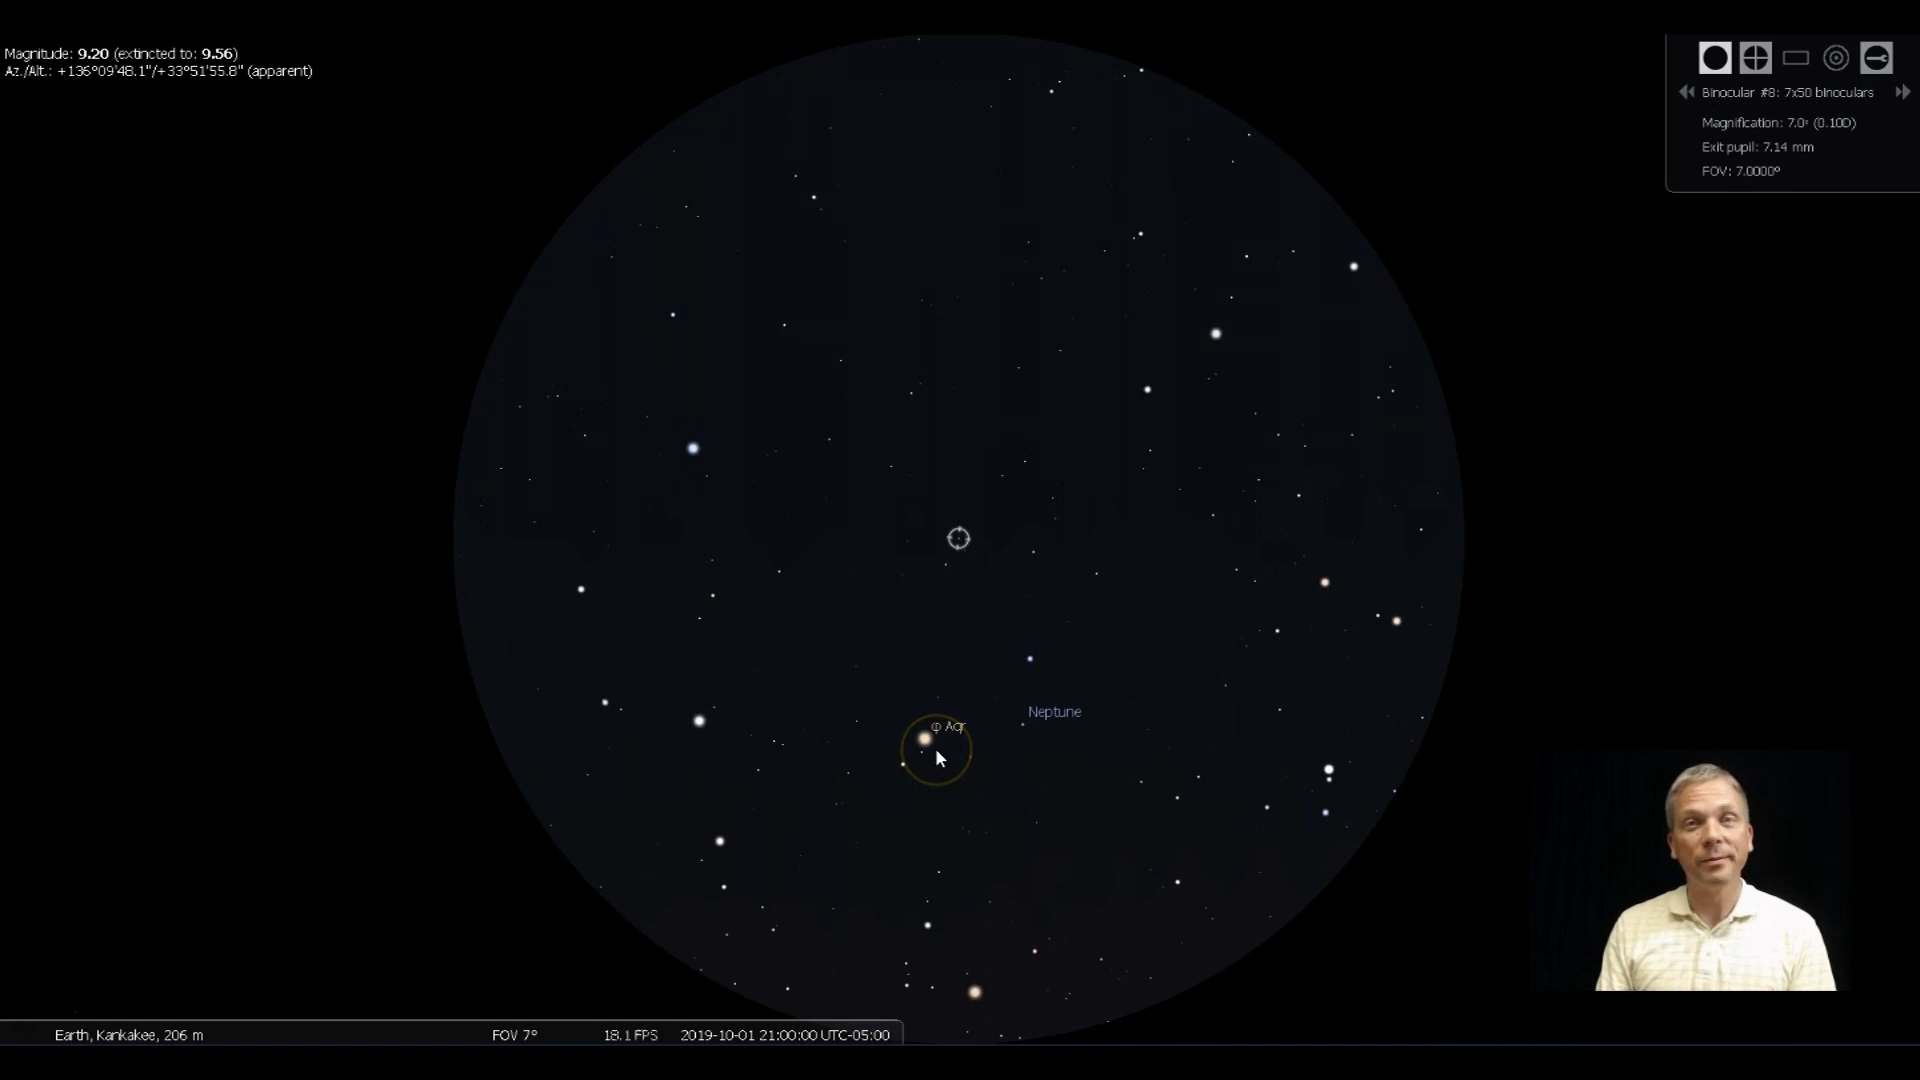 Magnitude: 9.20 (extincted to: 9.56)
Az./Alt.: +136°09'48.1"/+33°51'55.8" (apparent)
Binocular #8: 7x50 binoculars
Magnification: 7.0× (0.10D)
Exit pupil: 7.14 mm
FOV: 7.0000°
Neptune
φ Aqr
Earth, Kankakee, 206 m FOV 7° 18.1 FPS 2019-10-01 21:00:00 UTC-05:00